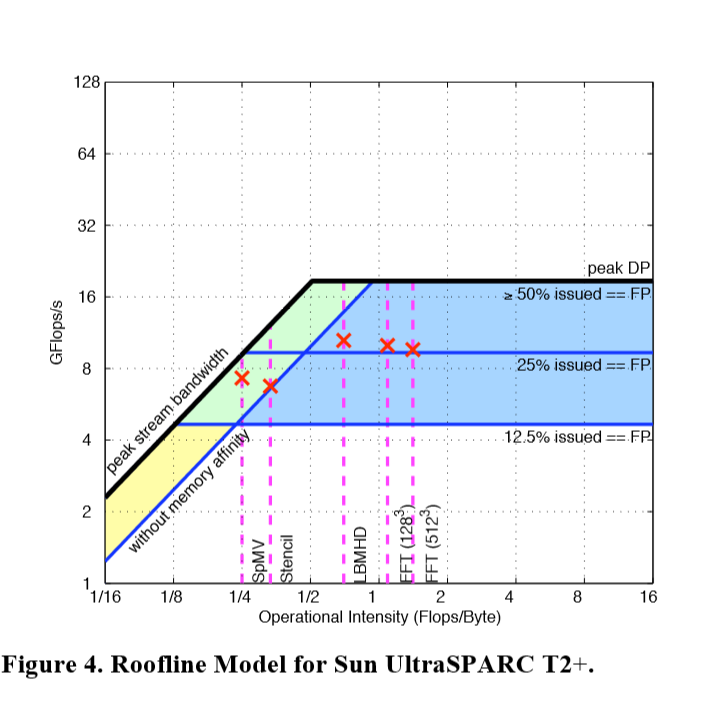 128
64
32
16
8
4
2
1
GFlops/s
peak DP
≥ 50% issued == FP
25% issued == FP
12.5% issued == FP
peak stream bandwidth
without memory affinity
SpMV
Stencil
LBMHD
FFT (128³)
FFT (512³)
1/16 1/8 1/4 1/2 1 2 4 8 16
Operational Intensity (Flops/Byte)
Figure 4. Roofline Model for Sun UltraSPARC T2+.